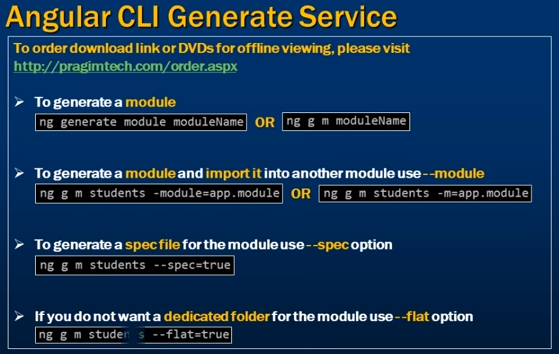 Angular CLI Generate Service
To order download link or DVDs for offline viewing, please visit
http://pragimtech.com/order.aspx
➢ To generate a module
ng generate module moduleName OR ng g m moduleName
➢ To generate a module and import it into another module use --module
ng g m students -module=app.module OR ng g m students -m=app.module
➢ To generate a spec file for the module use --spec option
ng g m students --spec=true
➢ If you do not want a dedicated folder for the module use --flat option
ng g m students --flat=true